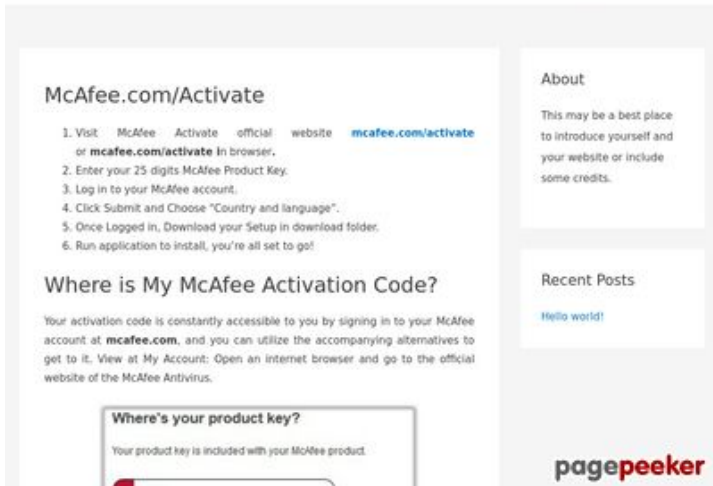 McAfee.com/Activate
1. Visit McAfee Activate official website mcafee.com/activate
or mcafee.com/activate in browser.
2. Enter your 25 digits McAfee Product Key.
3. Log in to your McAfee account.
4. Click Submit and Choose "Country and language".
5. Once Logged in, Download your Setup in download folder.
6. Run application to install, you're all set to go!
Where is My McAfee Activation Code?
Your activation code is constantly accessible to you by signing in to your McAfee
account at mcafee.com, and you can utilize the accompanying alternatives to
get to it. View at My Account: Open an internet browser and go to the official
website of the McAfee Antivirus.
Where's your product key?
Your product key is included with your McAfee product.
About
This may be a best place
to introduce yourself and
your website or include
some credits.
Recent Posts
Hello world!
pagepeeker